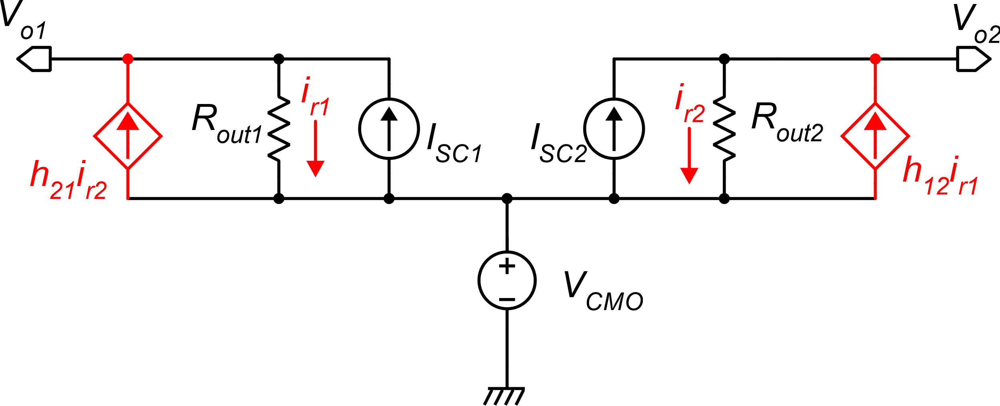 Vo1
Vo2
ir1
ir2
Rout1
Rout2
ISC1
ISC2
h21ir2
h12ir1
+
−
VCMO